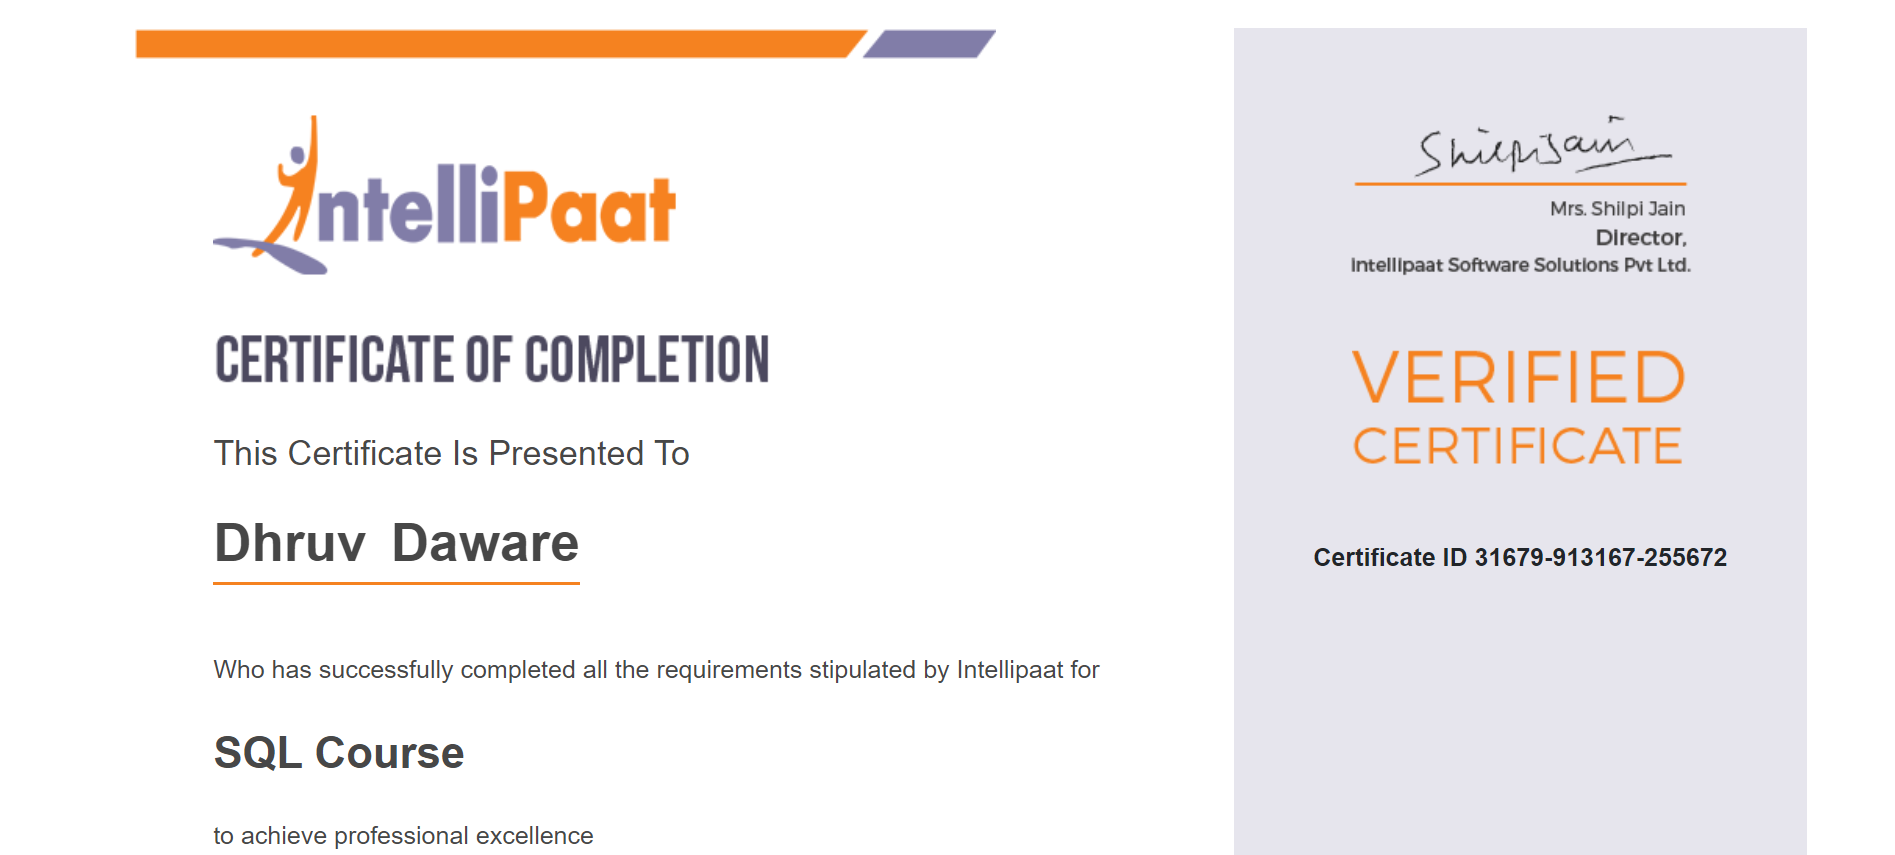 IntelliPaat
CERTIFICATE OF COMPLETION
This Certificate Is Presented To
Dhruv Daware
Who has successfully completed all the requirements stipulated by Intellipaat for
SQL Course
to achieve professional excellence
Shilpi Jain
Mrs. Shilpi Jain
Director,
Intellipaat Software Solutions Pvt Ltd.
VERIFIED
CERTIFICATE
Certificate ID 31679-913167-255672